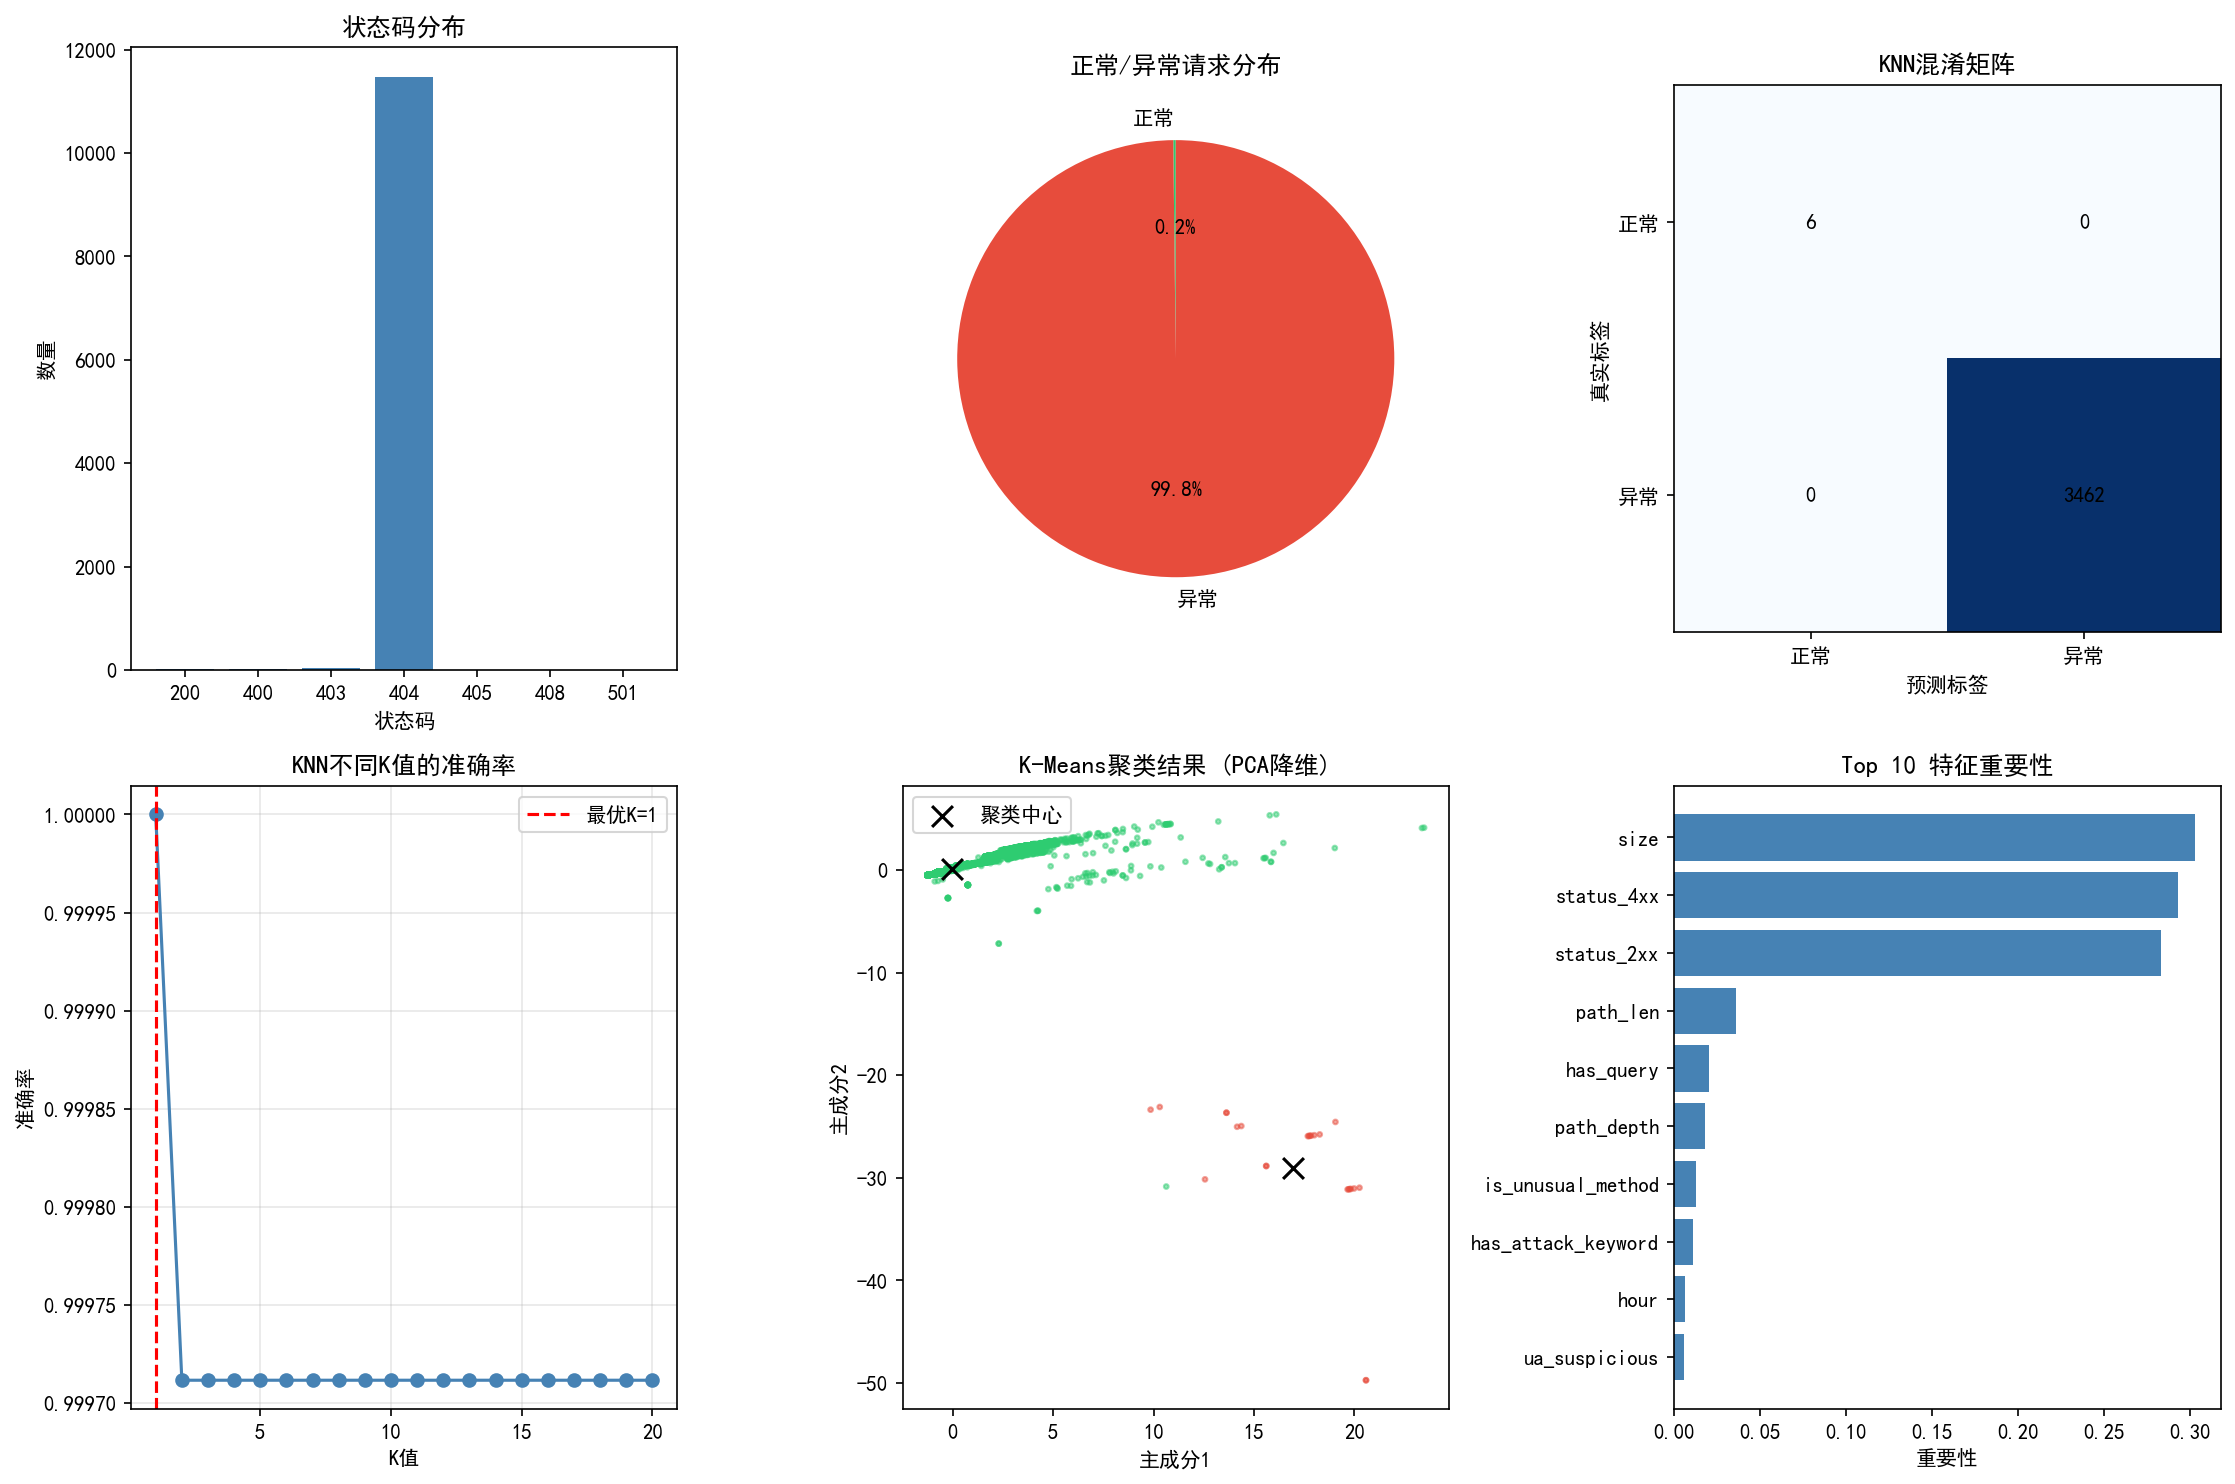 状态码分布
12000
10000
8000
6000
4000
2000
0
数量
200 400 403 404 405 408 501
状态码
正常/异常请求分布
正常
0.2%
99.8%
异常
KNN混淆矩阵
正常
异常
真实标签
6 0
0 3462
正常 异常
预测标签
KNN不同K值的准确率
1.00000
0.99995
0.99990
0.99985
0.99980
0.99975
0.99970
准确率
最优K=1
5 10 15 20
K值
K-Means聚类结果 (PCA降维)
聚类中心
0
-10
-20
-30
-40
-50
主成分2
0 5 10 15 20
主成分1
Top 10 特征重要性
size
status_4xx
status_2xx
path_len
has_query
path_depth
is_unusual_method
has_attack_keyword
hour
ua_suspicious
0.00 0.05 0.10 0.15 0.20 0.25 0.30
重要性